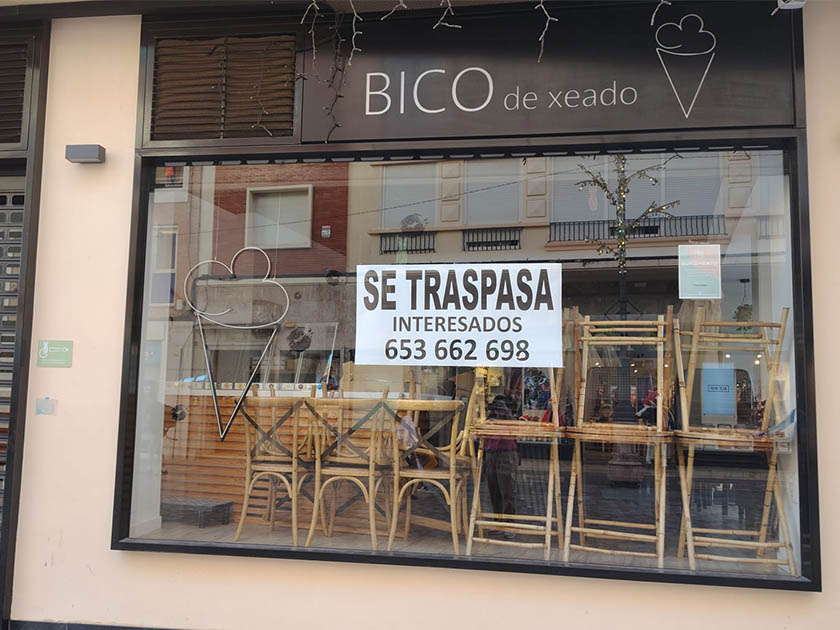 BICO de xeado
SE TRASPASA
INTERESADOS
653 662 698